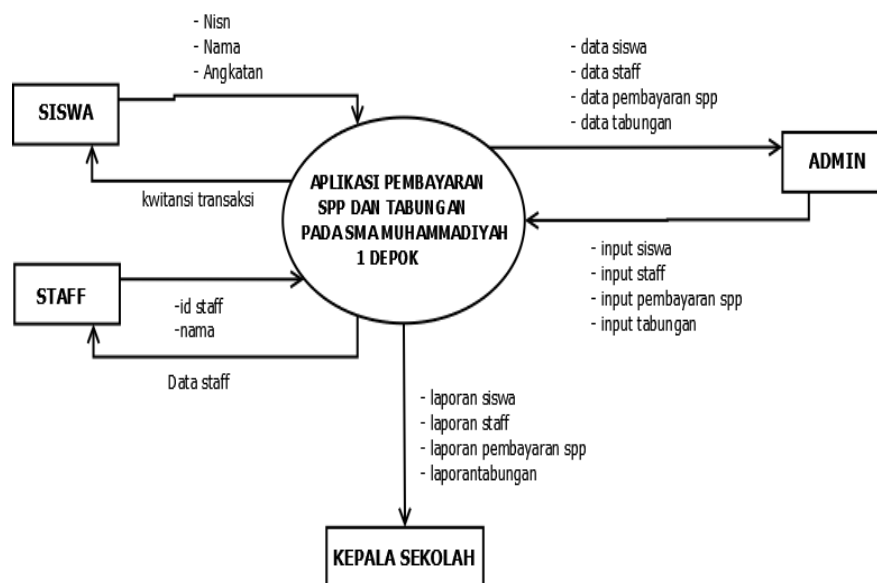 - Nisn
- Nama
- Angkatan
- data siswa
- data staff
- data pembayaran spp
- data tabungan
SISWA
ADMIN
APLIKASI PEMBAYARAN
SPP DAN TABUNGAN
PADA SMA MUHAMMADIYAH
1 DEPOK
kwitansi transaksi
- input siswa
- input staff
- input pembayaran spp
- input tabungan
STAFF
-id staff
-nama
Data staff
- laporan siswa
- laporan staff
- laporan pembayaran spp
- laporantabungan
KEPALA SEKOLAH